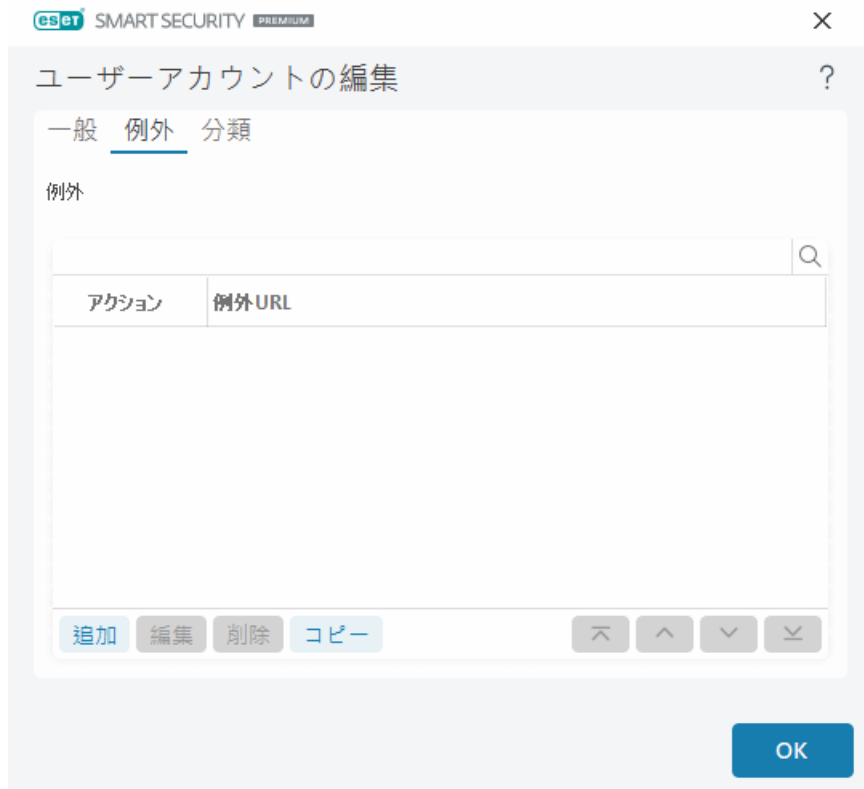 eseT SMART SECURITY PREMIUM
ユーザーアカウントの編集 ?
一般 例外 分類
例外
アクション 例外URL
追加 編集 削除 コピー
OK